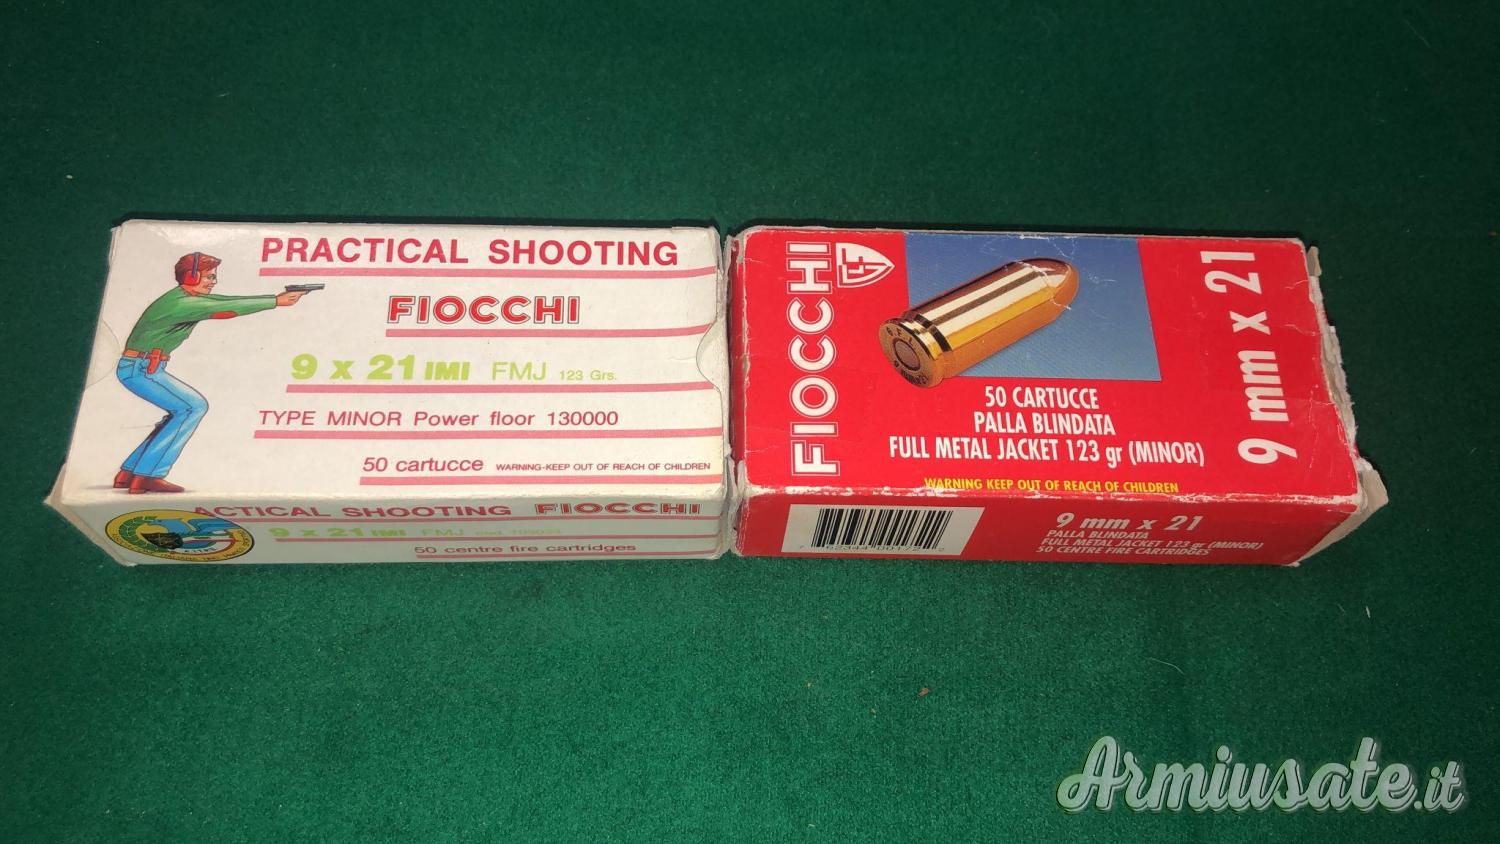 PRACTICAL SHOOTING
FIOCCHI
9 x 21 IMI FMJ 123 Grs.
TYPE MINOR Power floor 130000
50 cartucce WARNING-KEEP OUT OF REACH OF CHILDREN
ACTICAL SHOOTING FIOCCHI
9 x 21 IMI FMJ
50 centre fire cartridges
FIOCCHI
GFL
50 CARTUCCE
PALLA BLINDATA
FULL METAL JACKET 123 gr (MINOR)
WARNING KEEP OUT OF REACH OF CHILDREN
9 mm x 21
9 mm x 21
PALLA BLINDATA
FULL METAL JACKET 123 gr (MINOR)
50 CENTRE FIRE CARTRIDGES
Armiusate.it